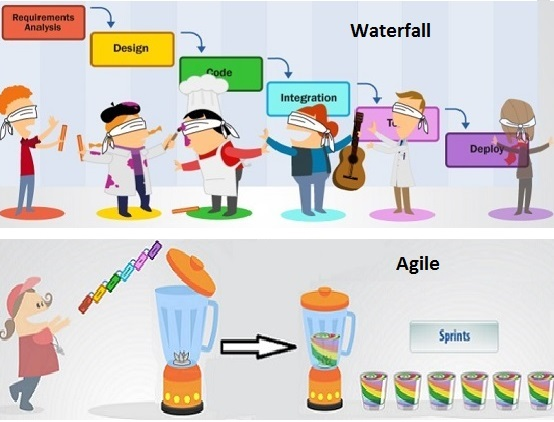 Requirements
Analysis
Waterfall
Design
Code
Integration
Deploy
Agile
Sprints